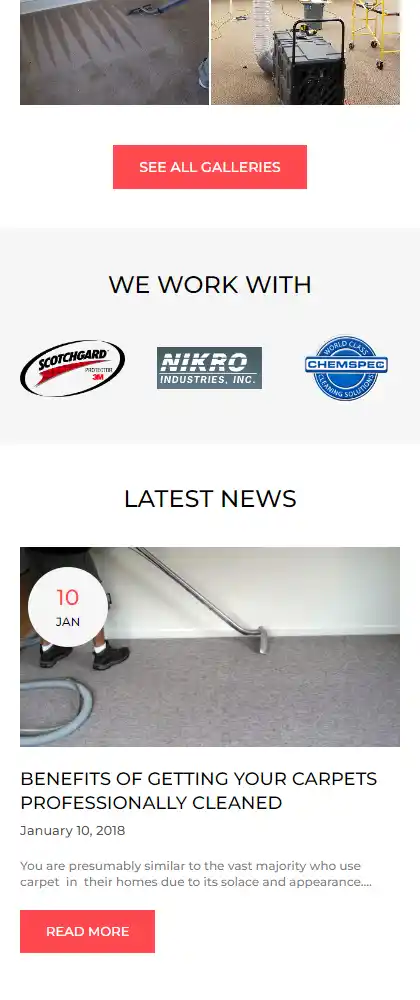 SEE ALL GALLERIES
WE WORK WITH
SCOTCHGARD
PROTECTOR
3M
NIKRO
INDUSTRIES, INC.
WORLD CLASS
CHEMSPEC
CLEANING SOLUTIONS
LATEST NEWS
10
JAN
BENEFITS OF GETTING YOUR CARPETS
PROFESSIONALLY CLEANED
January 10, 2018
You are presumably similar to the vast majority who use
carpet in their homes due to its solace and appearance....
READ MORE